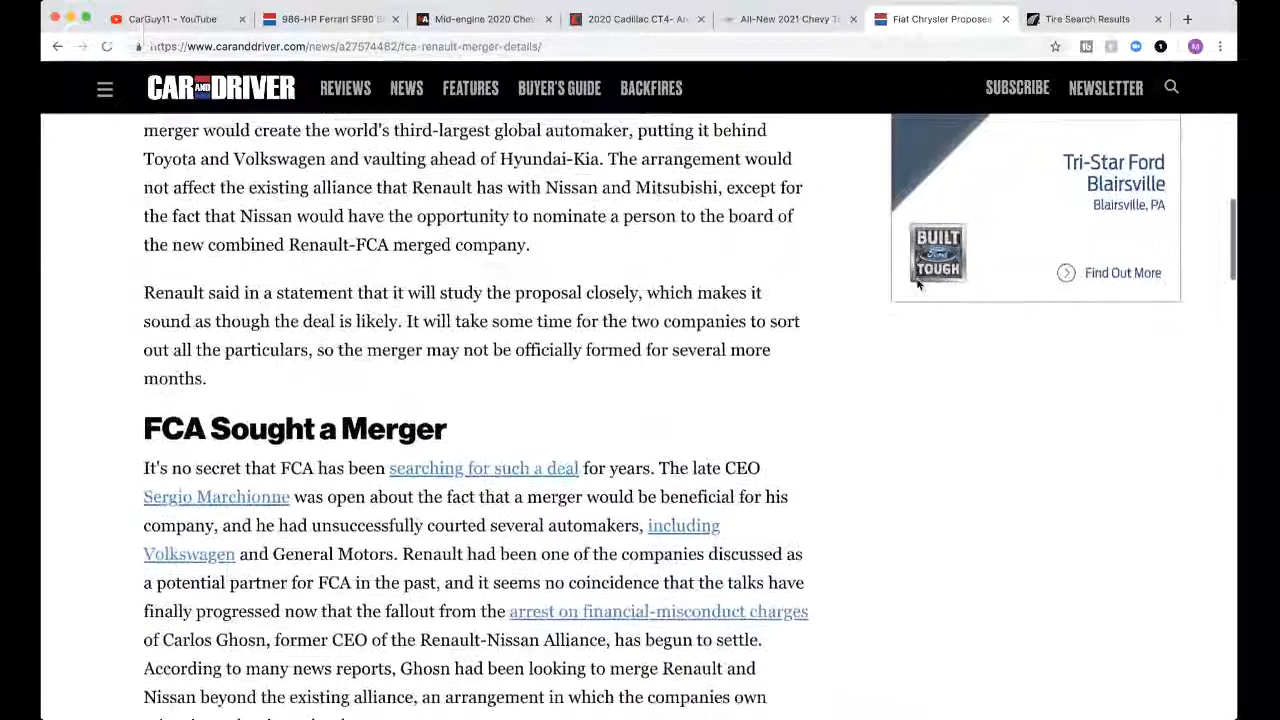 CarGuy11 - YouTube
986-HP Ferrari SF90 S
Mid-engine 2020 Chev
2020 Cadillac CT4- An
All-New 2021 Chevy T
Fiat Chrysler Proposes
Tire Search Results
https://www.caranddriver.com/news/a27574482/fca-renault-merger-details/
CAR AND DRIVER
REVIEWS
NEWS
FEATURES
BUYER'S GUIDE
BACKFIRES
SUBSCRIBE
NEWSLETTER
merger would create the world's third-largest global automaker, putting it behind
Toyota and Volkswagen and vaulting ahead of Hyundai-Kia. The arrangement would
not affect the existing alliance that Renault has with Nissan and Mitsubishi, except for
the fact that Nissan would have the opportunity to nominate a person to the board of
the new combined Renault-FCA merged company.
Renault said in a statement that it will study the proposal closely, which makes it
sound as though the deal is likely. It will take some time for the two companies to sort
out all the particulars, so the merger may not be officially formed for several more
months.
FCA Sought a Merger
It's no secret that FCA has been searching for such a deal for years. The late CEO
Sergio Marchionne was open about the fact that a merger would be beneficial for his
company, and he had unsuccessfully courted several automakers, including
Volkswagen and General Motors. Renault had been one of the companies discussed as
a potential partner for FCA in the past, and it seems no coincidence that the talks have
finally progressed now that the fallout from the arrest on financial-misconduct charges
of Carlos Ghosn, former CEO of the Renault-Nissan Alliance, has begun to settle.
According to many news reports, Ghosn had been looking to merge Renault and
Nissan beyond the existing alliance, an arrangement in which the companies own
Tri-Star Ford
Blairsville
Blairsville, PA
BUILT
Ford
TOUGH
Find Out More